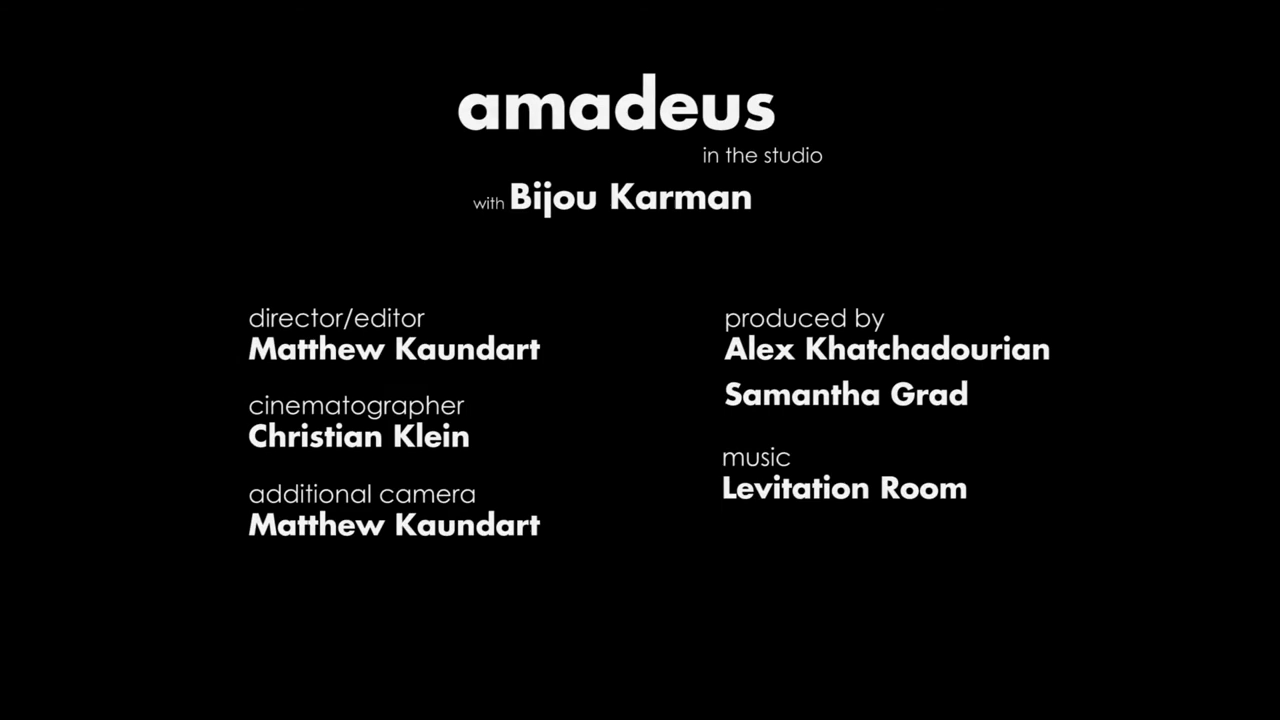 amadeus
in the studio
with Bijou Karman
director/editor
Matthew Kaundart
cinematographer
Christian Klein
additional camera
Matthew Kaundart
produced by
Alex Khatchadourian
Samantha Grad
music
Levitation Room